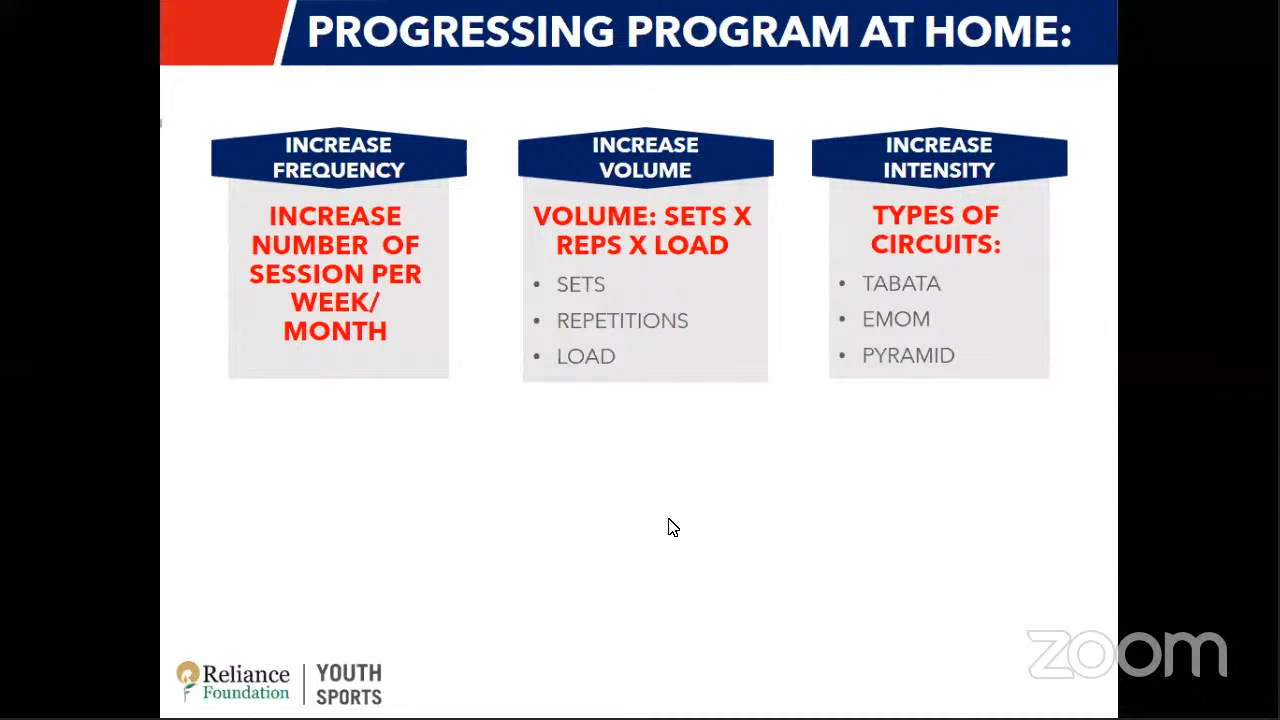 PROGRESSING PROGRAM AT HOME:
INCREASE
FREQUENCY
INCREASE
NUMBER OF
SESSION PER
WEEK/
MONTH
INCREASE
VOLUME
VOLUME: SETS X
REPS X LOAD
• SETS
• REPETITIONS
• LOAD
INCREASE
INTENSITY
TYPES OF
CIRCUITS:
• TABATA
• EMOM
• PYRAMID
Reliance
Foundation
YOUTH
SPORTS
zoom